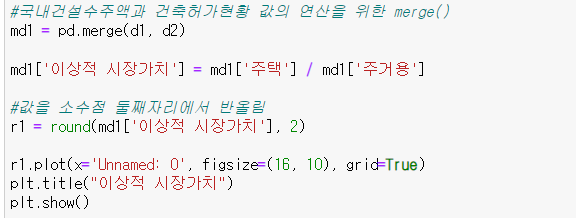 #국내건설수주액과 건축허가현황 값의 연산을 위한 merge()
md1 = pd.merge(d1, d2)
md1['이상적 시장가치'] = md1['주택'] / md1['주거용']
#값을 소수점 둘째자리에서 반올림
r1 = round(md1['이상적 시장가치'], 2)
r1.plot(x='Unnamed: 0', figsize=(16, 10), grid=True)
plt.title("이상적 시장가치")
plt.show()